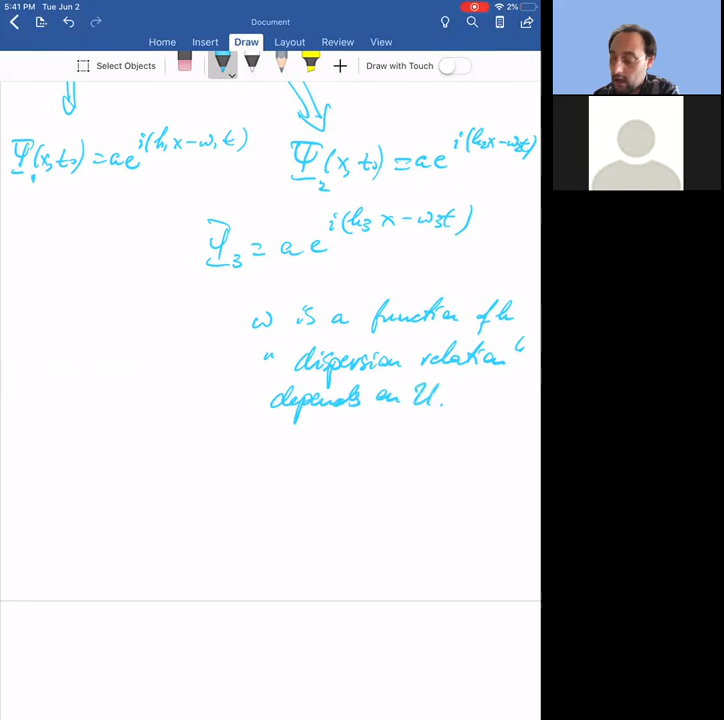 5:41 PM Tue Jun 2
2%
Document
Home Insert Draw Layout Review View
Select Objects
Draw with Touch
Ψ₁(x,t) = ae^{i(k₁x-ω₁t)}
Ψ₂(x,t) = ae^{i(k₂x-ω₂t)}
Ψ₃ = ae^{i(k₃x-ω₃t)}
ω is a function of k
" dispersion relation "
depends on U.